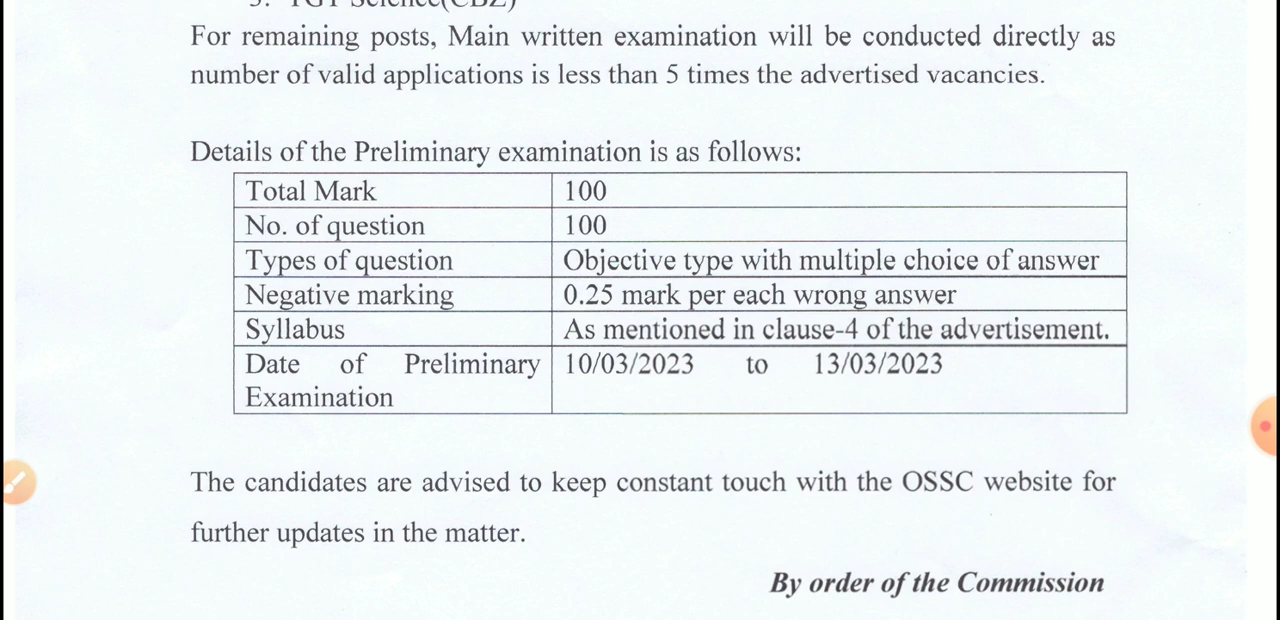 3. TGT Science(CBZ)
For remaining posts, Main written examination will be conducted directly as
number of valid applications is less than 5 times the advertised vacancies.
Details of the Preliminary examination is as follows:
Total Mark 100
No. of question 100
Types of question Objective type with multiple choice of answer
Negative marking 0.25 mark per each wrong answer
Syllabus As mentioned in clause-4 of the advertisement.
Date of Preliminary 10/03/2023 to 13/03/2023
Examination
The candidates are advised to keep constant touch with the OSSC website for
further updates in the matter.
By order of the Commission